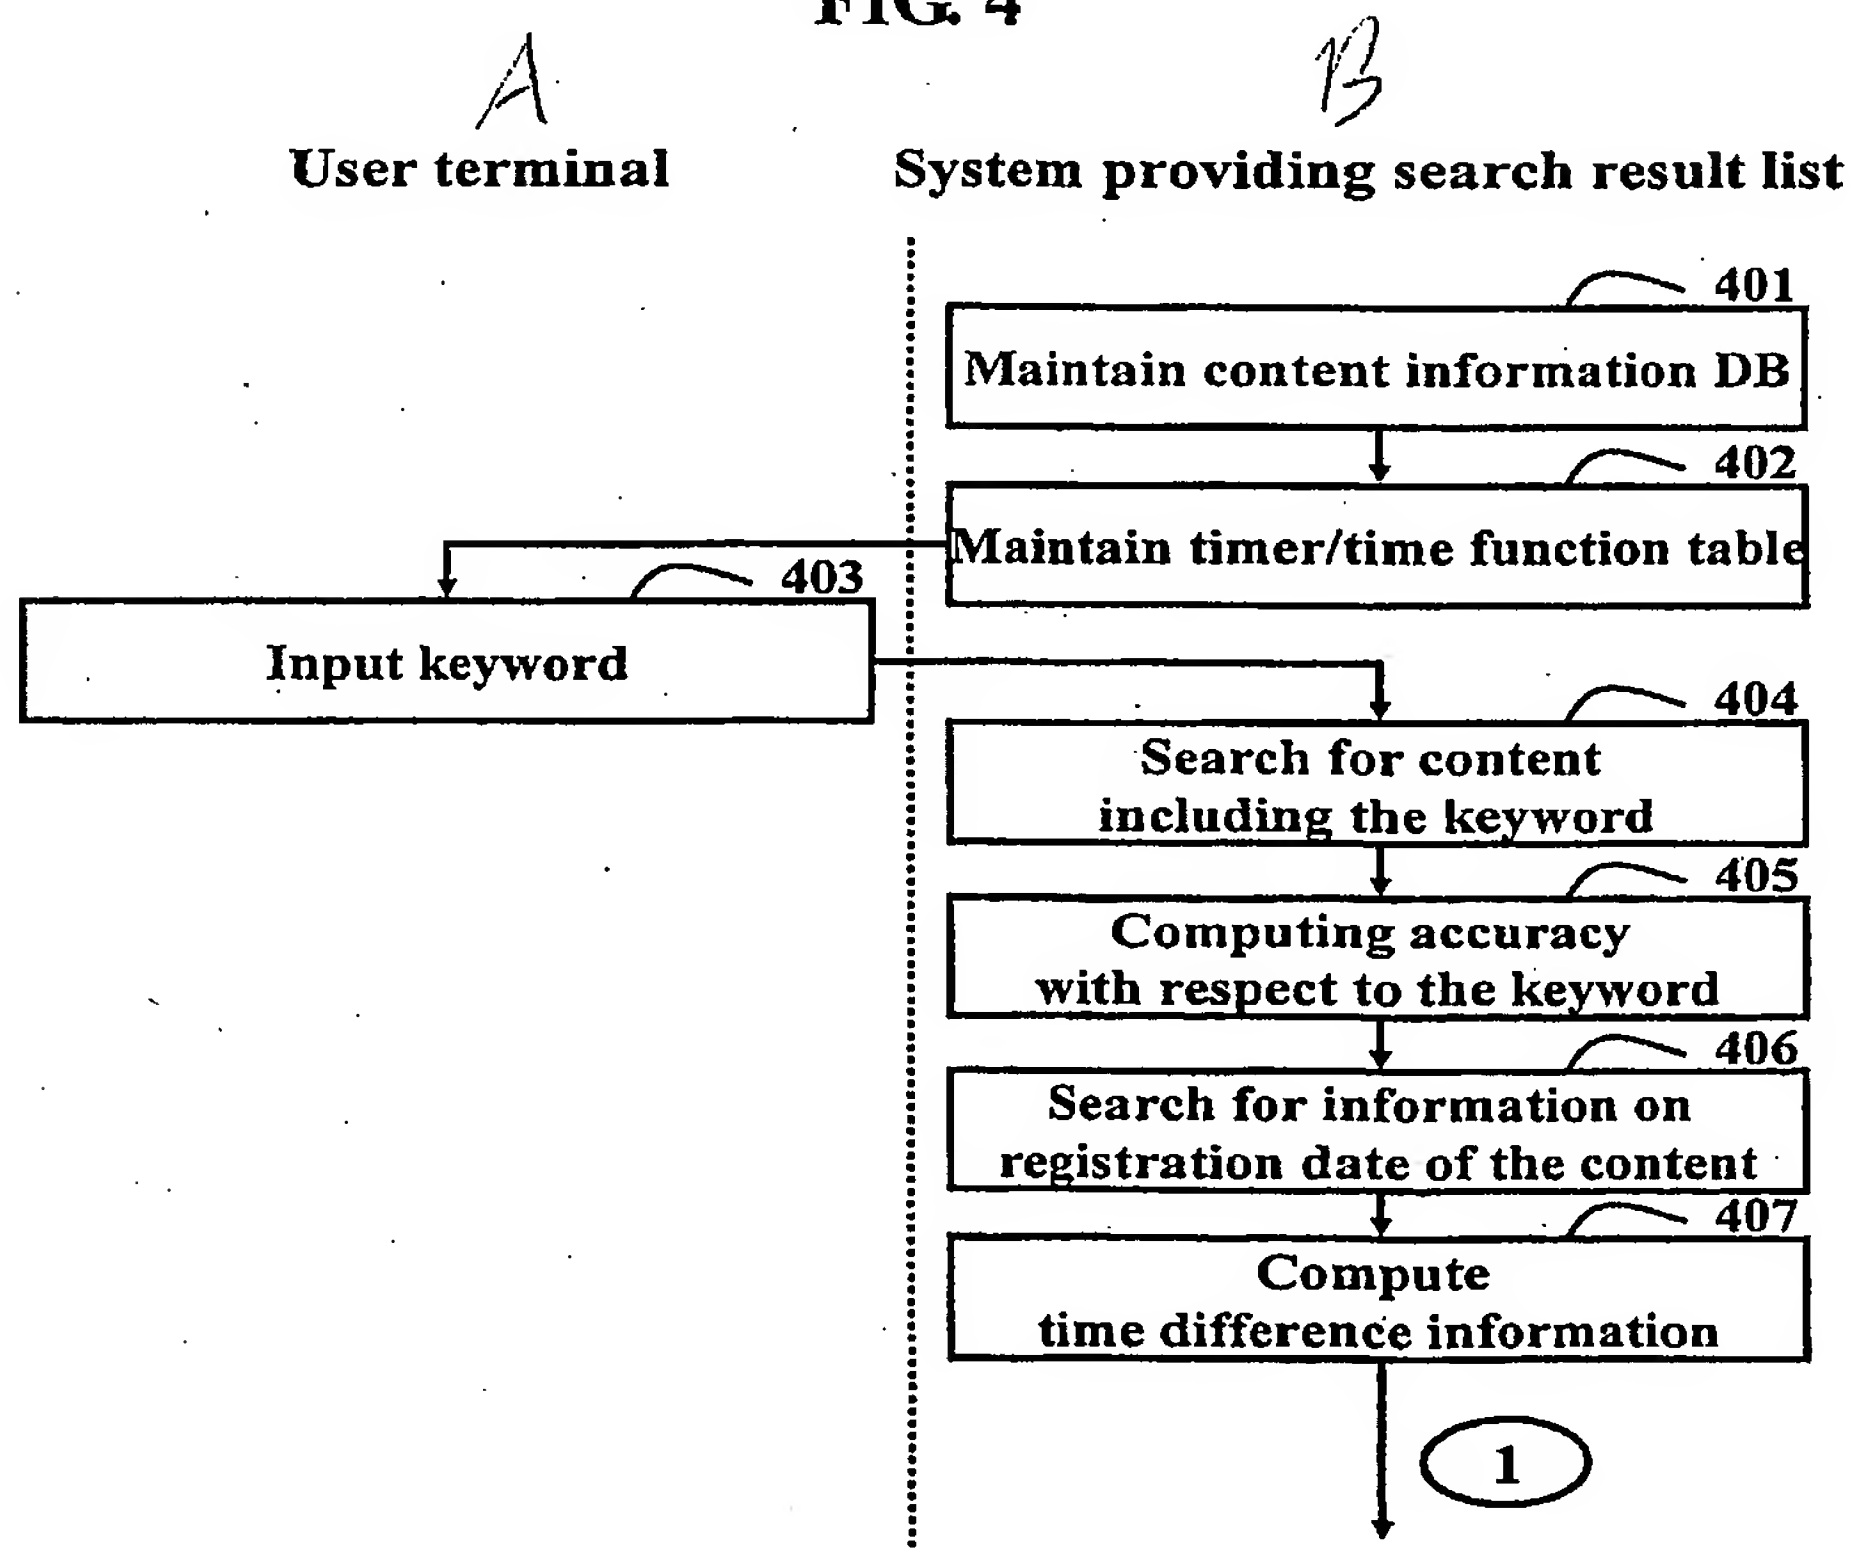 FIG. 4
A
B
User terminal
System providing search result list
401
Maintain content information DB
402
Maintain timer/time function table
403
Input keyword
404
Search for content
including the keyword
405
Computing accuracy
with respect to the keyword
406
Search for information on
registration date of the content
407
Compute
time difference information
1